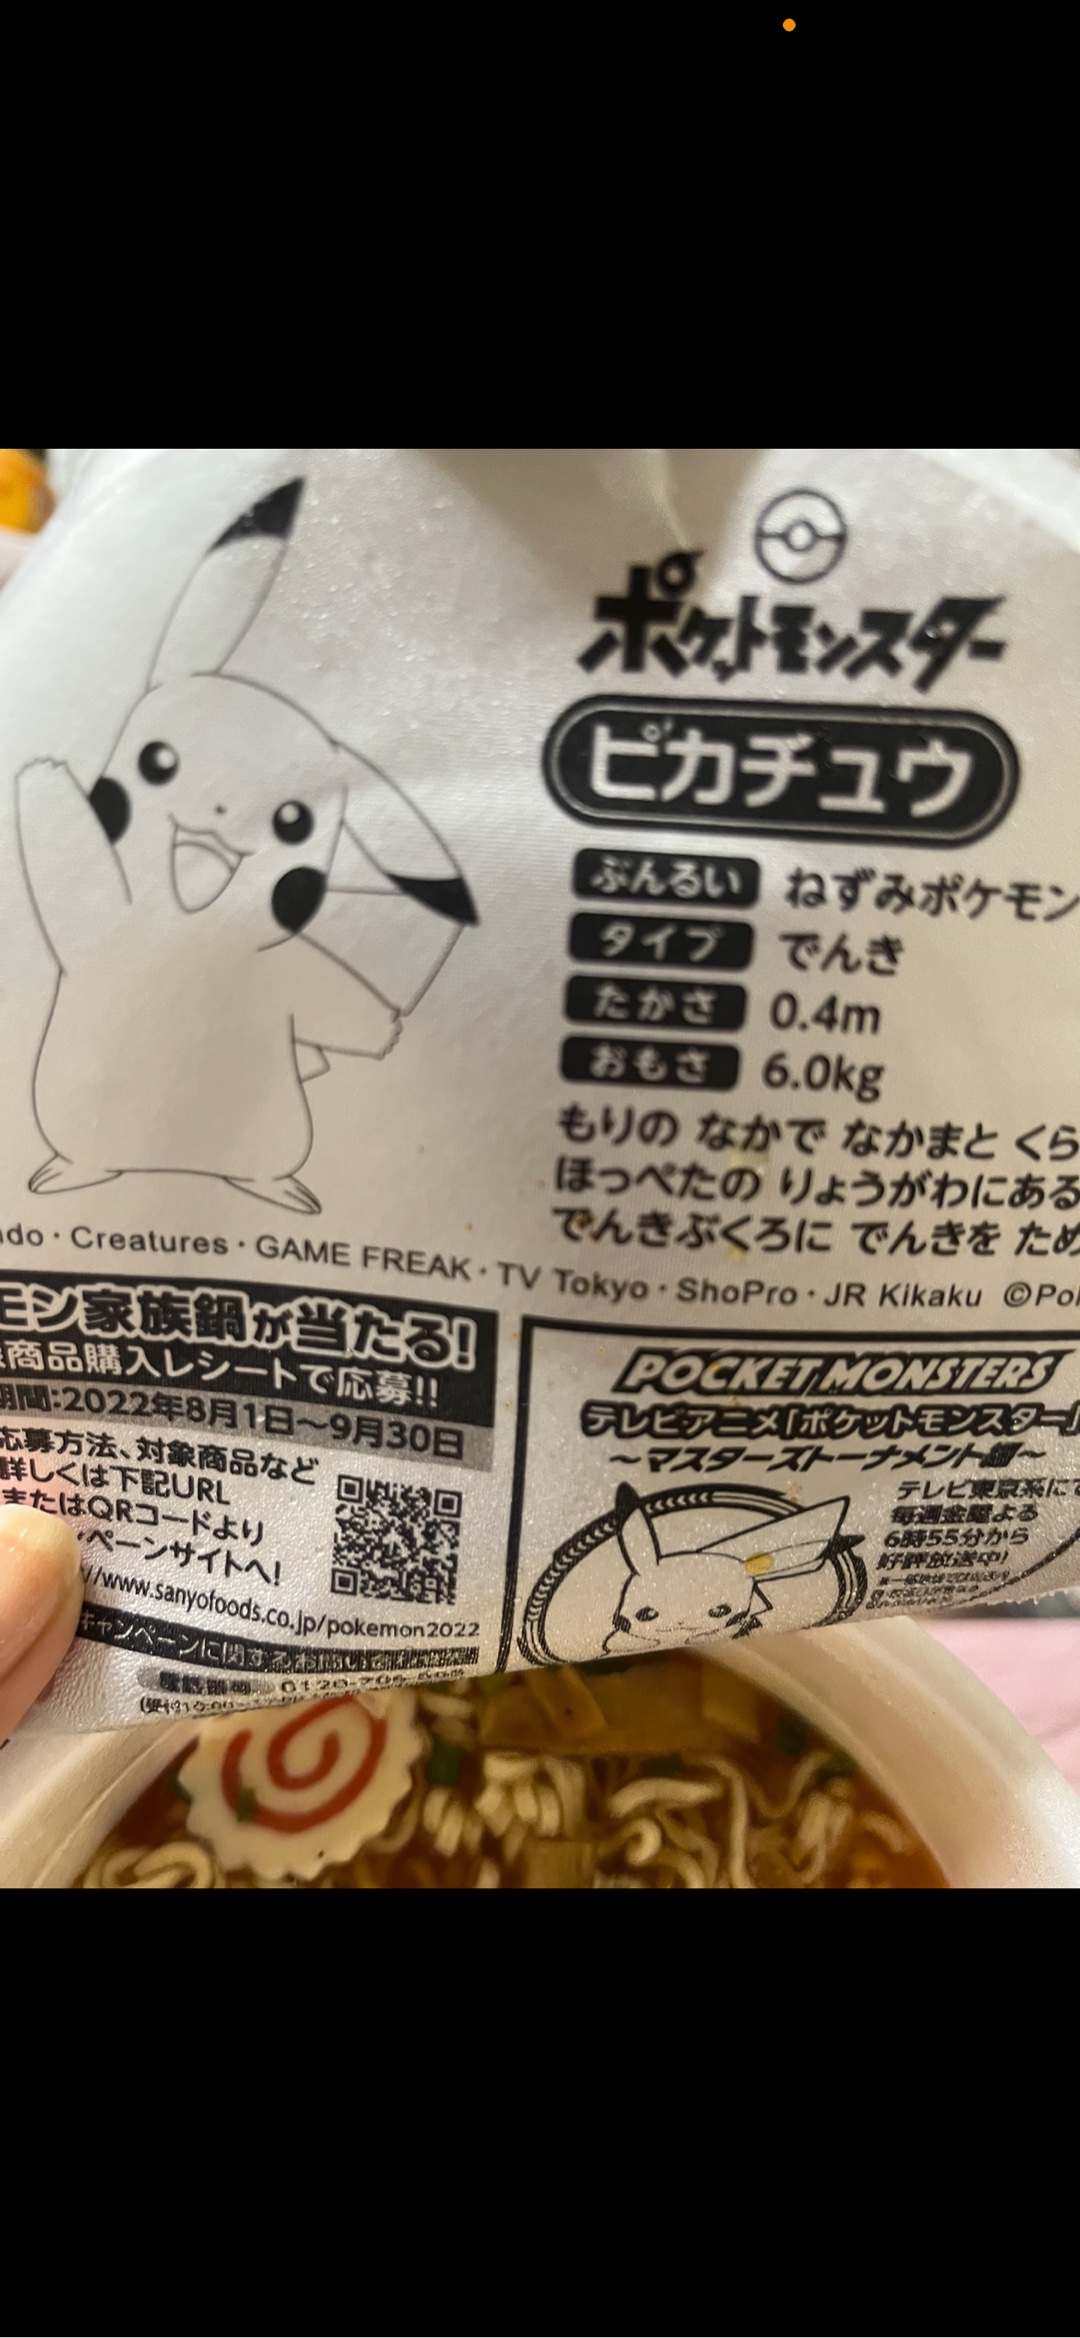 ポケットモンスター
ピカチュウ
ぶんるい ねずみポケモン
タイプ でんき
たかさ 0.4m
おもさ 6.0kg
もりの なかで なかまと くら
ほっぺたの りょうがわにある
でんきぶくろに でんきを ため
do · Creatures · GAME FREAK · TV Tokyo · ShoPro · JR Kikaku ©Po
モン家族鍋が当たる!
商品購入レシートで応募!!
期間:2022年8月1日〜9月30日
応募方法、対象商品など
詳しくは下記URL
またはQRコードより
ペーンサイトへ!
//www.sanyofoods.co.jp/pokemon2022
キャンペーンに関する
POCKET MONSTERS
テレビアニメ「ポケットモンスター」
〜マスターズトーナメント編〜
テレビ東京系にて
毎週金曜よる
6時55分から
好評放送中!